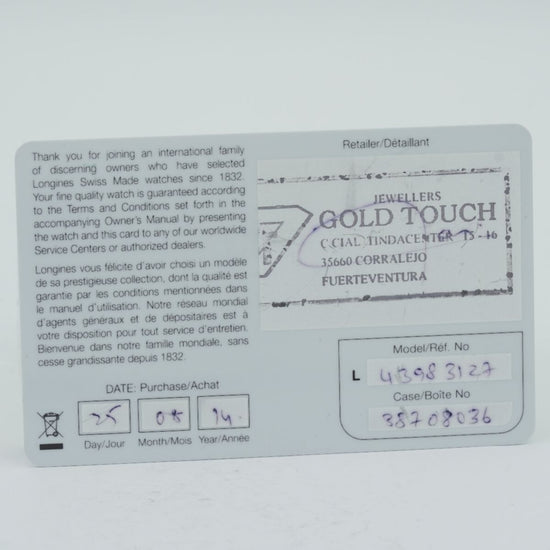 Thank you for joining an international family
of discerning owners who have selected
Longines Swiss Made watches since 1832.
Your fine quality watch is guaranteed according
to the Terms and Conditions set forth in the
accompanying Owner's Manual by presenting
the watch and this card to any of our worldwide
Service Centers or authorized dealers.
Longines vous félicite d'avoir choisi un modèle
de sa prestigieuse collection, dont la qualité est
garantie par les conditions mentionnées dans
le manuel d'utilisation. Notre réseau mondial
d'agents généraux et de dépositaires est à
votre disposition pour tout service d'entretien.
Bienvenue dans notre famille mondiale, sans
cesse grandissante depuis 1832.
DATE: Purchase/Achat
25 08 14
Day/Jour Month/Mois Year/Année
Retailer/Détaillant
JEWELLERS
GOLD TOUCH
C.CIAL TINDACENTER T5 - 16
35660 CORRALEJO
FUERTEVENTURA
Model/Réf. No
L 43983127
Case/Boîte No
38708036